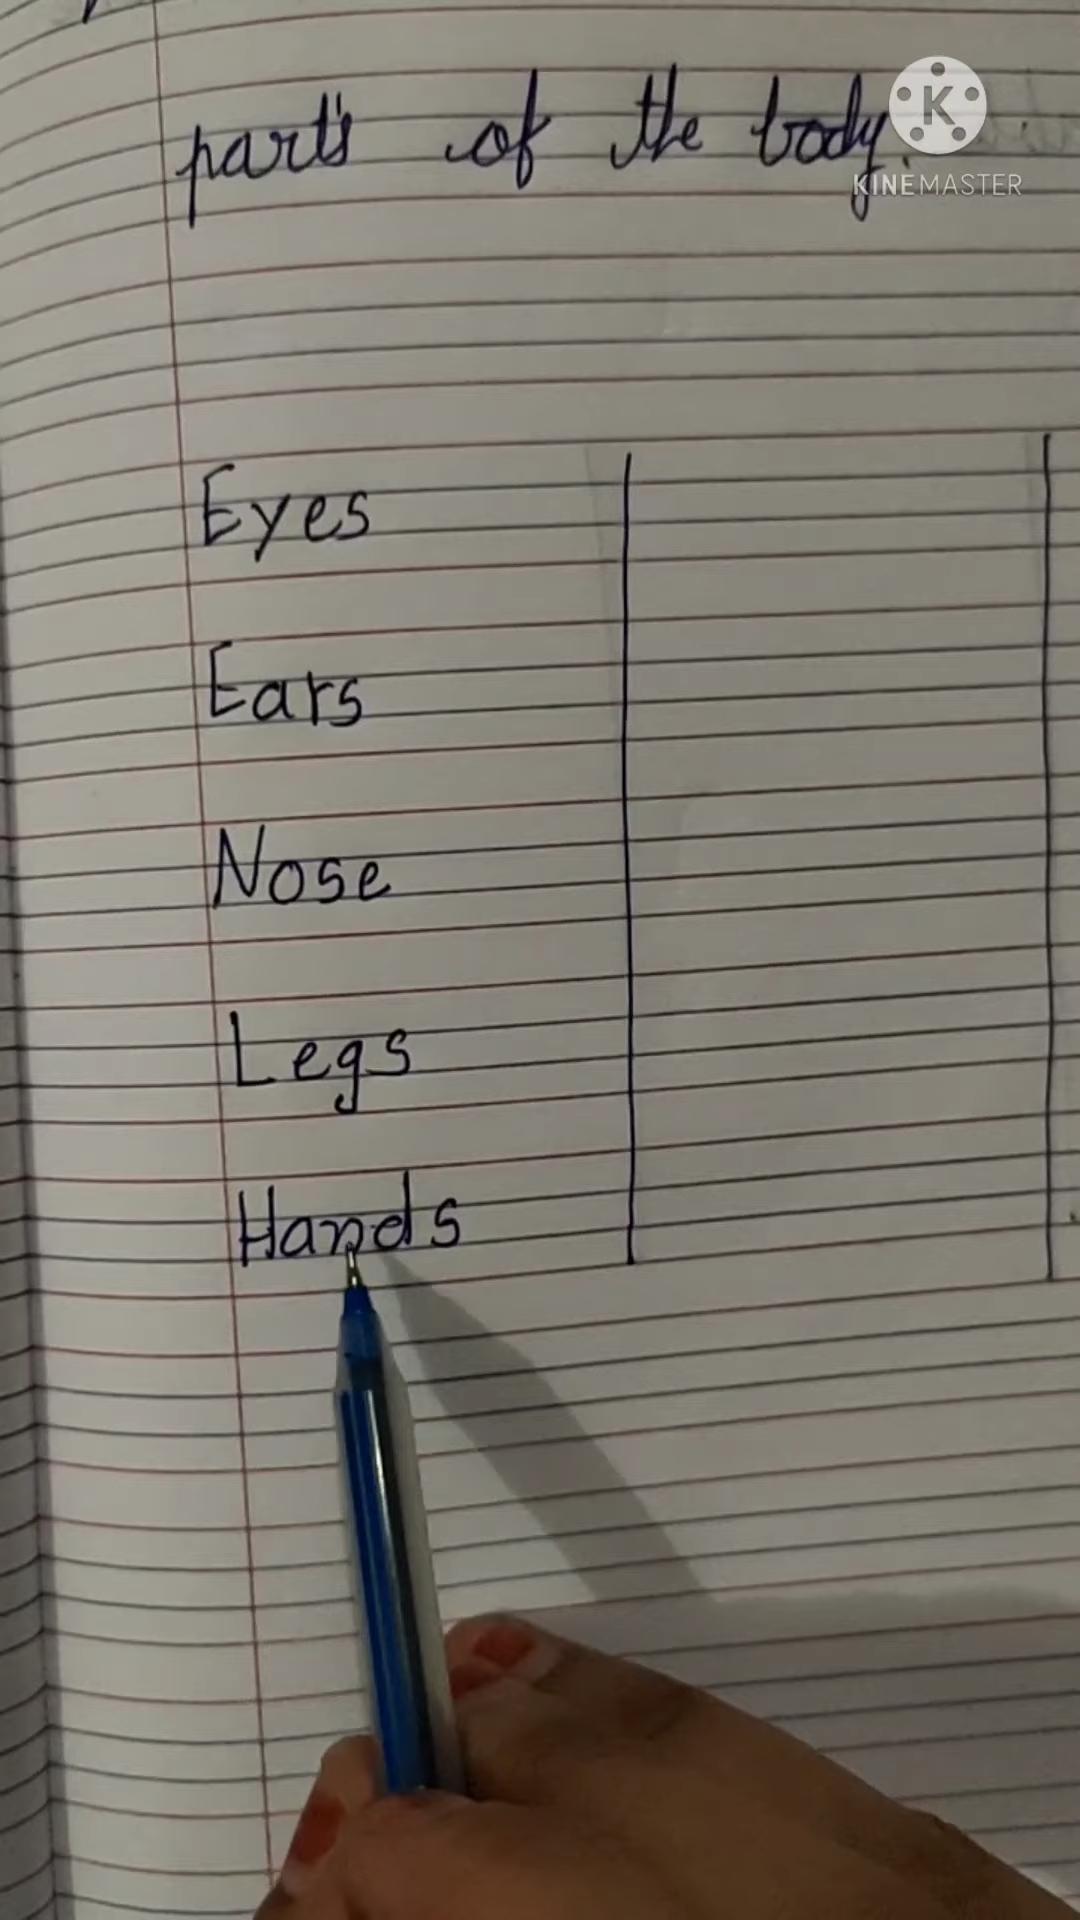 parts of the body.
KINEMASTER
Eyes
Ears
Nose
Legs
Hands